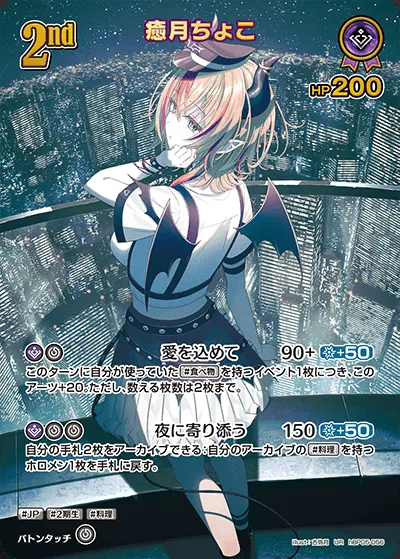 2nd
癒月ちょこ
HP200
愛を込めて 90+ +50
このターンに自分が使っていた #食べ物 を持つイベント1枚につき、この
アーツ+20。ただし、数える枚数は2枚まで。
夜に寄り添う 150 +50
自分の手札2枚をアーカイブできる：自分のアーカイブの #料理 を持つ
ホロメン1枚を手札に戻す。
#JP #2期生 #料理
バトンタッチ
UR hBP05-056